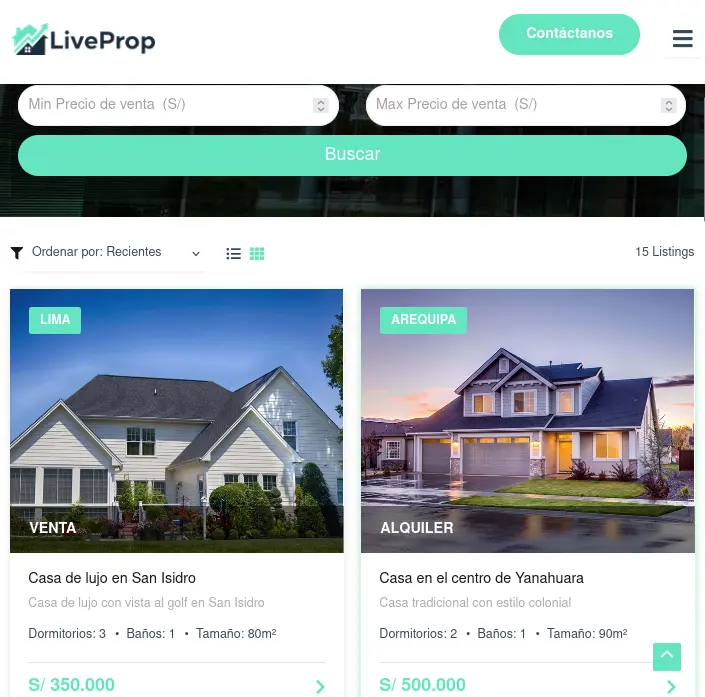 LiveProp
Contáctanos
Min Precio de venta (S/)
Max Precio de venta (S/)
Buscar
Ordenar por: Recientes
15 Listings
LIMA
VENTA
Casa de lujo en San Isidro
Casa de lujo con vista al golf en San Isidro
Dormitorios: 3 • Baños: 1 • Tamaño: 80m²
S/ 350.000
AREQUIPA
ALQUILER
Casa en el centro de Yanahuara
Casa tradicional con estilo colonial
Dormitorios: 2 • Baños: 1 • Tamaño: 90m²
S/ 500.000